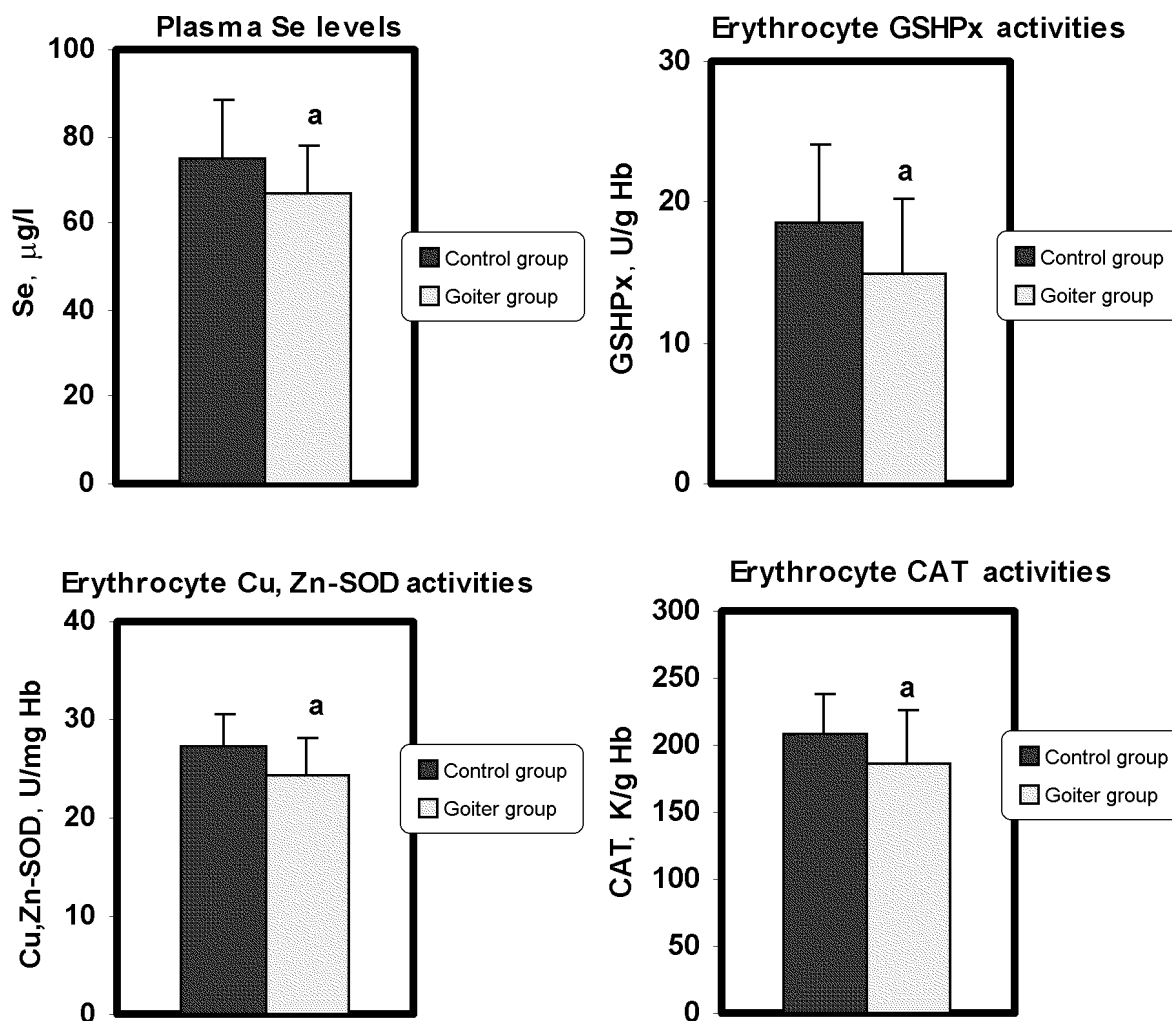 Plasma Se levels
100
80
60
40
20
0
Se, μg/l
a
Control group
Goiter group
Erythrocyte GSHPx activities
30
20
10
0
GSHPx, U/g Hb
a
Control group
Goiter group
Erythrocyte Cu, Zn-SOD activities
40
30
20
10
0
Cu,Zn-SOD, U/mg Hb
a
Control group
Goiter group
Erythrocyte CAT activities
300
250
200
150
100
50
0
CAT, K/g Hb
a
Control group
Goiter group